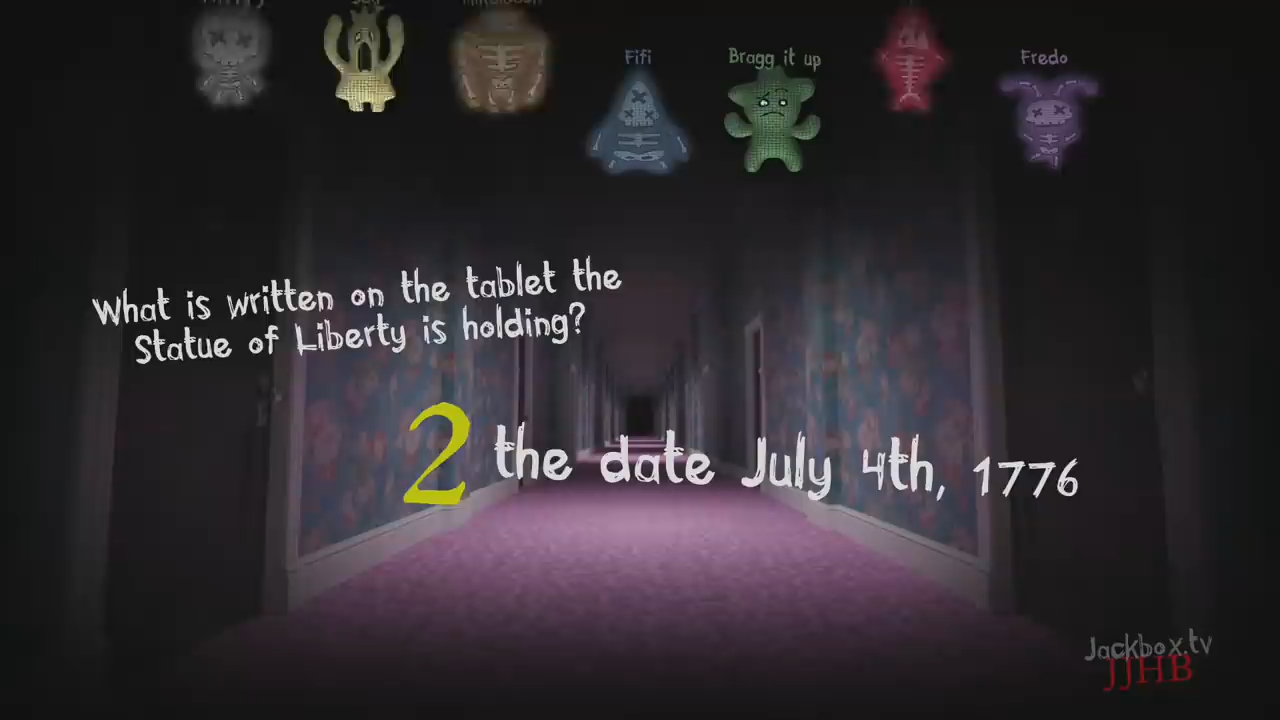 Fifi
Bragg it up
Fredo
What is written on the tablet the
Statue of Liberty is holding?
2 the date July 4th, 1776
Jackbox.tv
JJHB